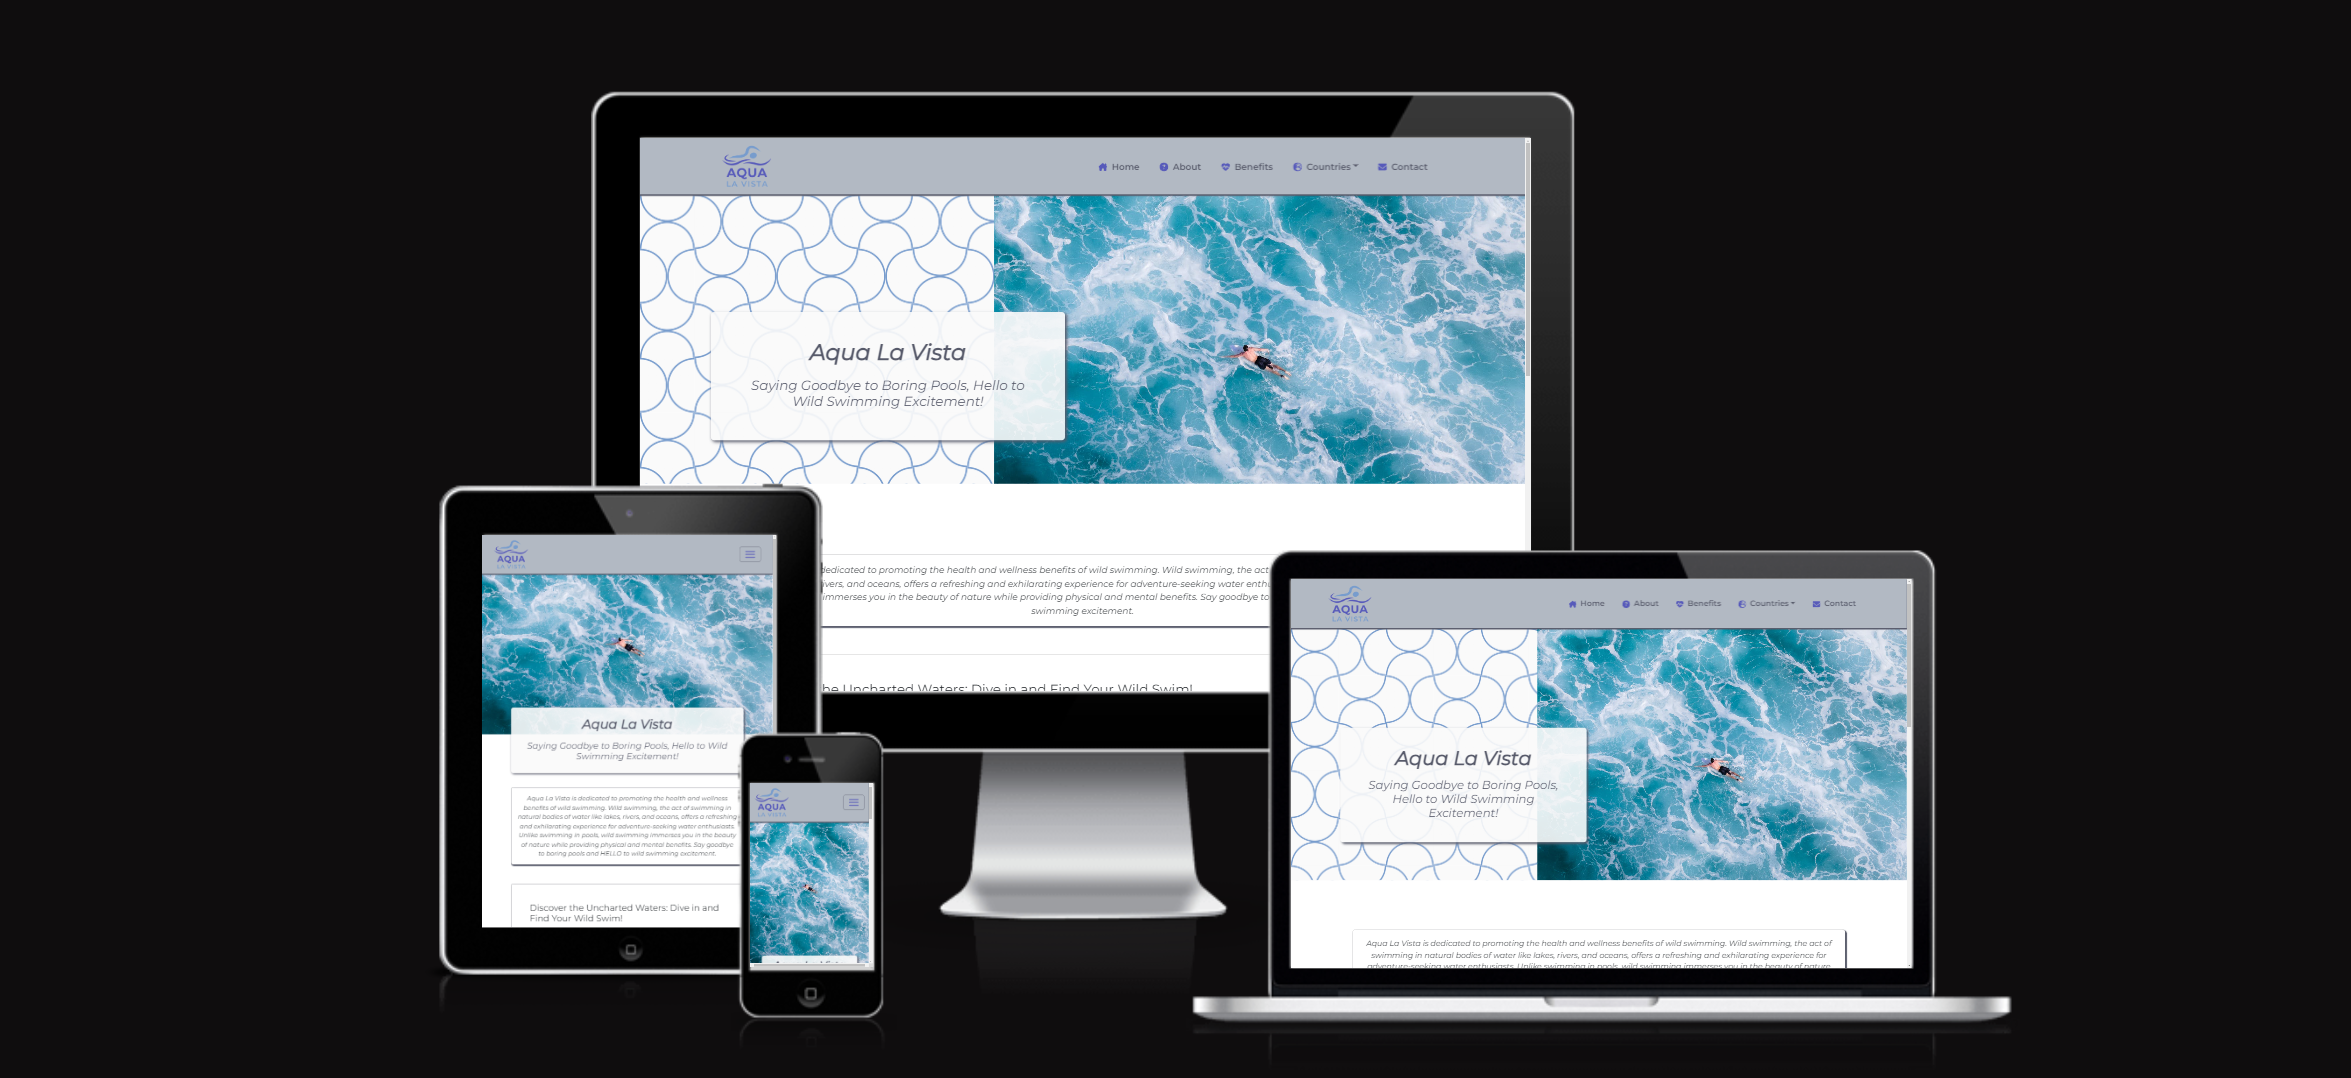 AQUA
LA VISTA
Home About Benefits Countries Contact
Aqua La Vista
Saying Goodbye to Boring Pools, Hello to
Wild Swimming Excitement!
dedicated to promoting the health and wellness benefits of wild swimming. Wild swimming, the act
rivers, and oceans, offers a refreshing and exhilarating experience for adventure-seeking water
immerses you in the beauty of nature while providing physical and mental benefits. Say goodbye to
swimming excitement.
the Uncharted Waters: Dive in and Find Your Wild Swim!
AQUA
LA VISTA
Aqua La Vista
Saying Goodbye to Boring Pools, Hello to Wild
Swimming Excitement!
Aqua La Vista is dedicated to promoting the health and wellness
benefits of wild swimming. Wild swimming, the act of swimming in
natural bodies of water like lakes, rivers, and oceans, offers a refreshing
and exhilarating experience for adventure-seeking water enthusiasts.
Unlike swimming in pools, wild swimming immerses you in the beauty
of nature while providing physical and mental benefits. Say goodbye
to boring pools and HELLO to wild swimming excitement.
Discover the Uncharted Waters: Dive in and
Find Your Wild Swim!
AQUA
LA VISTA
AQUA
LA VISTA
Home About Benefits Countries Contact
Aqua La Vista
Saying Goodbye to Boring Pools,
Hello to Wild Swimming
Excitement!
Aqua La Vista is dedicated to promoting the health and wellness benefits of wild swimming. Wild swimming, the act of
swimming in natural bodies of water like lakes, rivers, and oceans, offers a refreshing and exhilarating experience for
adventure-seeking water enthusiasts. Unlike swimming in pools, wild swimming immerses you in the beauty of nature